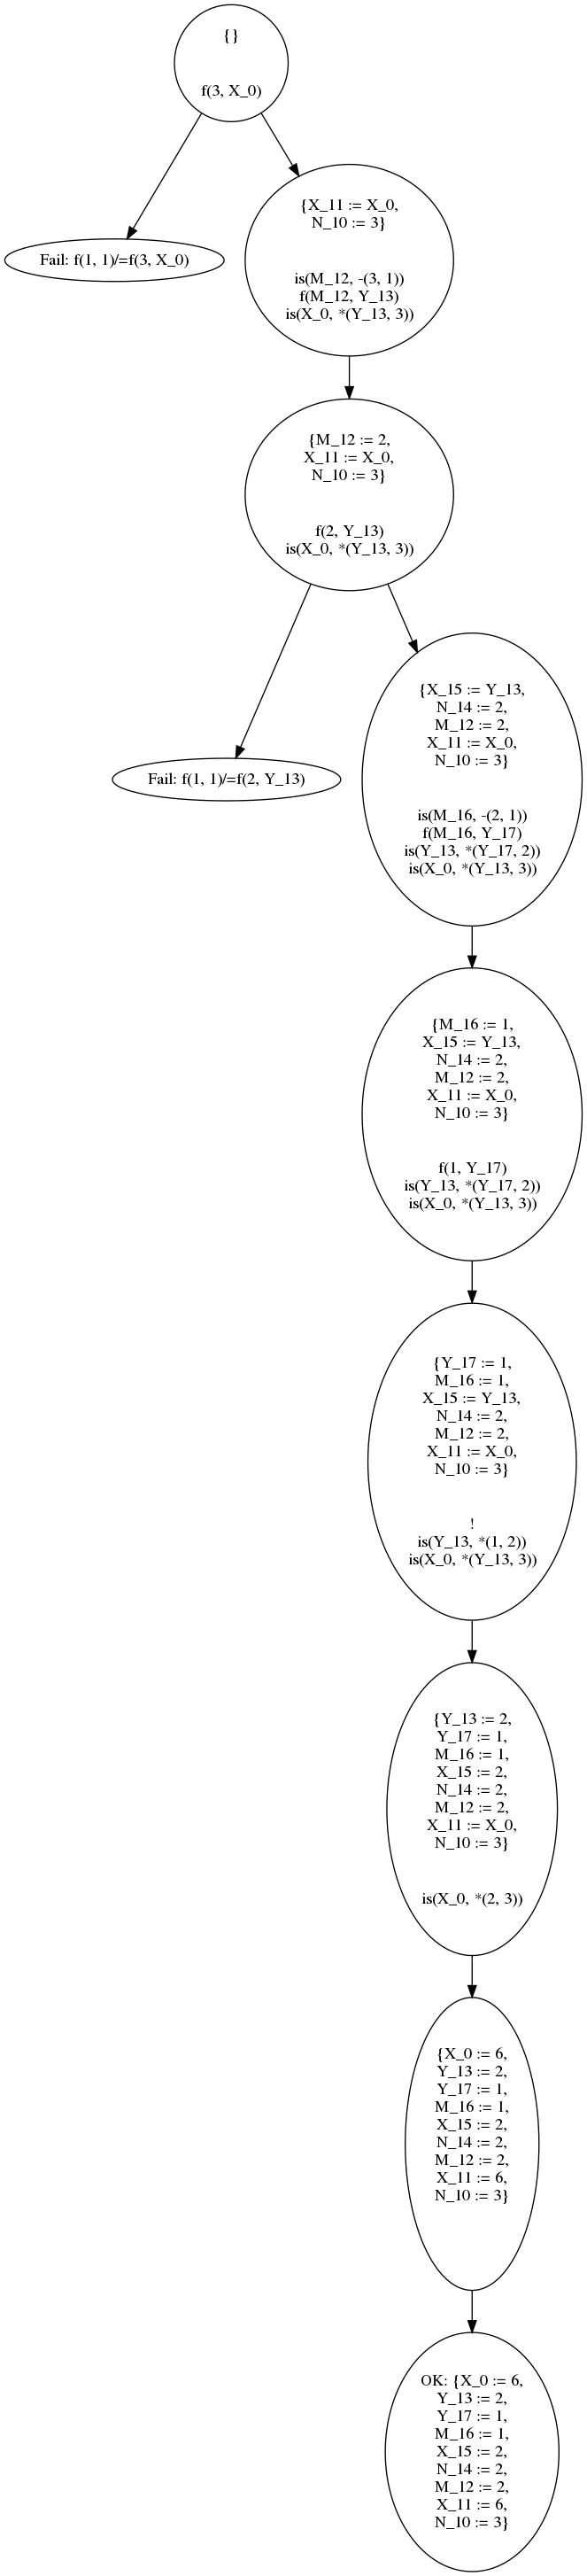 {}
f(3, X_0)
Fail: f(1, 1)/=f(3, X_0)
{X_11 := X_0,
N_10 := 3}
is(M_12, -(3, 1))
f(M_12, Y_13)
is(X_0, *(Y_13, 3))
{M_12 := 2,
X_11 := X_0,
N_10 := 3}
f(2, Y_13)
is(X_0, *(Y_13, 3))
Fail: f(1, 1)/=f(2, Y_13)
{X_15 := Y_13,
N_14 := 2,
M_12 := 2,
X_11 := X_0,
N_10 := 3}
is(M_16, -(2, 1))
f(M_16, Y_17)
is(Y_13, *(Y_17, 2))
is(X_0, *(Y_13, 3))
{M_16 := 1,
X_15 := Y_13,
N_14 := 2,
M_12 := 2,
X_11 := X_0,
N_10 := 3}
f(1, Y_17)
is(Y_13, *(Y_17, 2))
is(X_0, *(Y_13, 3))
{Y_17 := 1,
M_16 := 1,
X_15 := Y_13,
N_14 := 2,
M_12 := 2,
X_11 := X_0,
N_10 := 3}
!
is(Y_13, *(1, 2))
is(X_0, *(Y_13, 3))
{Y_13 := 2,
Y_17 := 1,
M_16 := 1,
X_15 := 2,
N_14 := 2,
M_12 := 2,
X_11 := X_0,
N_10 := 3}
is(X_0, *(2, 3))
{X_0 := 6,
Y_13 := 2,
Y_17 := 1,
M_16 := 1,
X_15 := 2,
N_14 := 2,
M_12 := 2,
X_11 := 6,
N_10 := 3}
OK: {X_0 := 6,
Y_13 := 2,
Y_17 := 1,
M_16 := 1,
X_15 := 2,
N_14 := 2,
M_12 := 2,
X_11 := 6,
N_10 := 3}